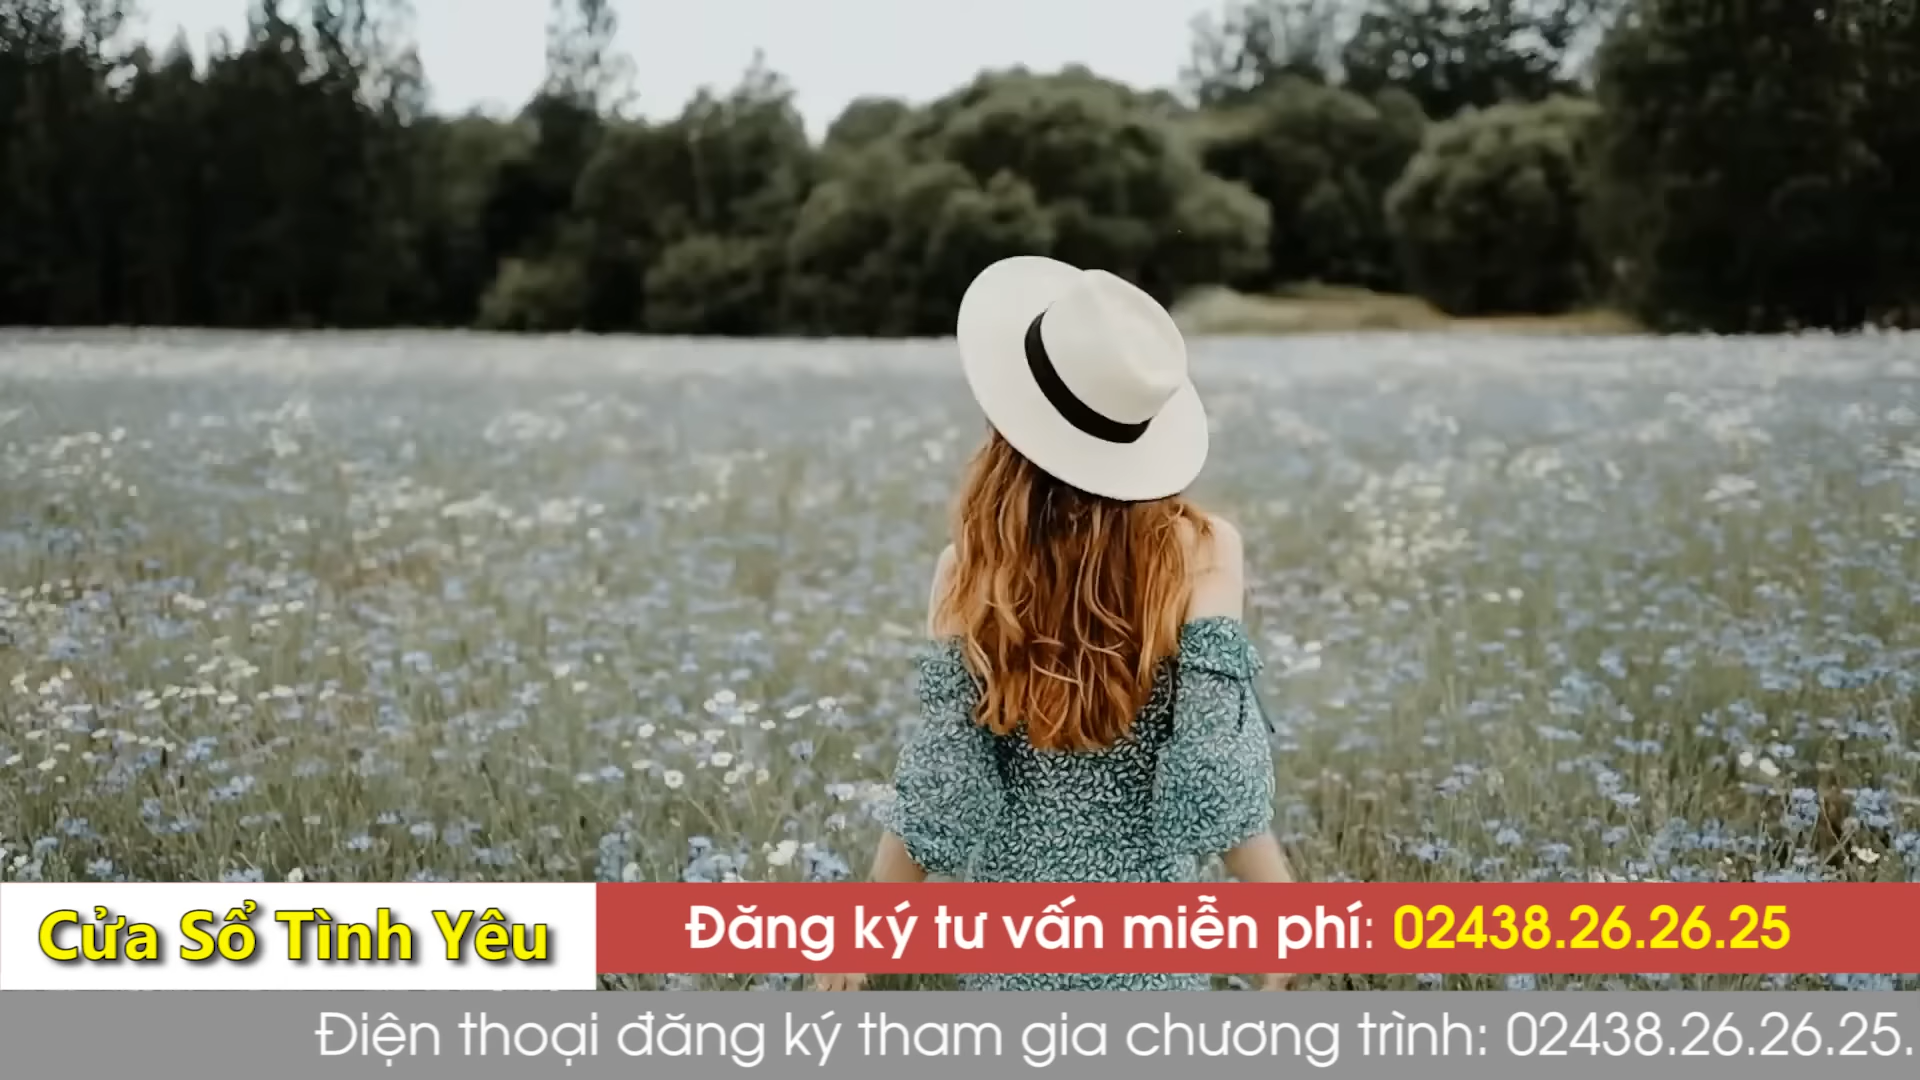 Cửa Sổ Tình Yêu
Đăng ký tư vấn miễn phí: 02438.26.26.25
Điện thoại đăng ký tham gia chương trình: 02438.26.26.25.